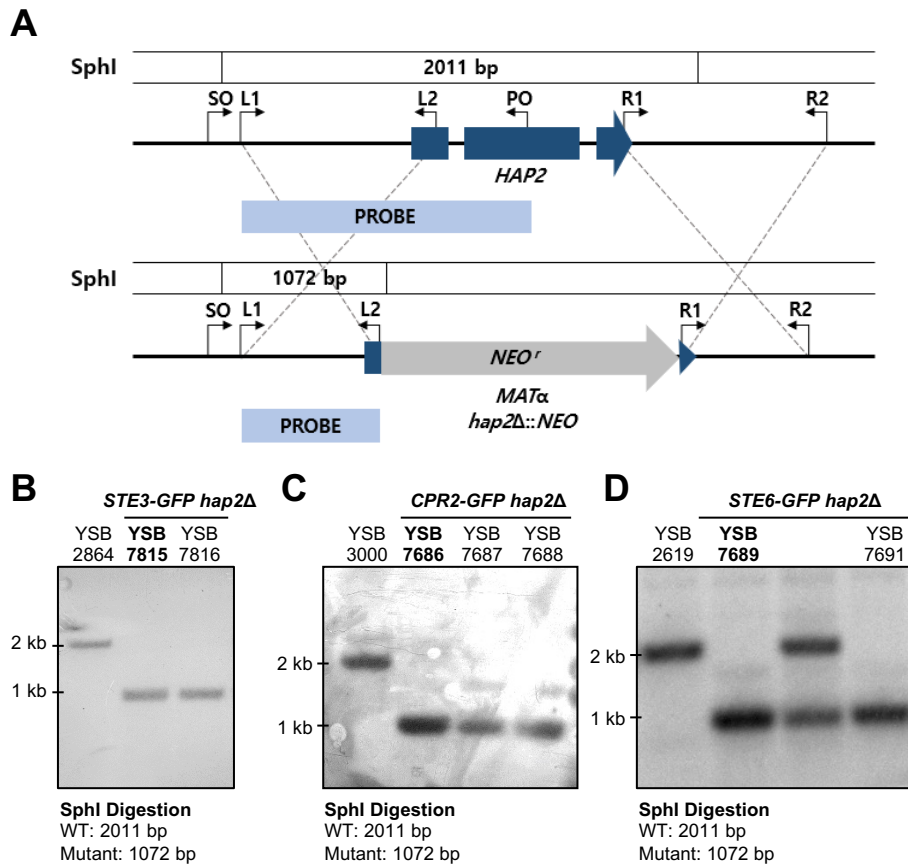 A
SphI 2011 bp
SO L1 L2 PO R1 R2
HAP2
PROBE
SphI 1072 bp
SO L1 L2 R1 R2
NEO r
MATα
hap2Δ::NEO
PROBE
B
STE3-GFP hap2Δ
YSB YSB YSB
2864 7815 7816
2 kb
1 kb
SphI Digestion
WT: 2011 bp
Mutant: 1072 bp
C
CPR2-GFP hap2Δ
YSB YSB YSB YSB
3000 7686 7687 7688
2 kb
1 kb
SphI Digestion
WT: 2011 bp
Mutant: 1072 bp
D
STE6-GFP hap2Δ
YSB YSB YSB
2619 7689 7691
2 kb
1 kb
SphI Digestion
WT: 2011 bp
Mutant: 1072 bp